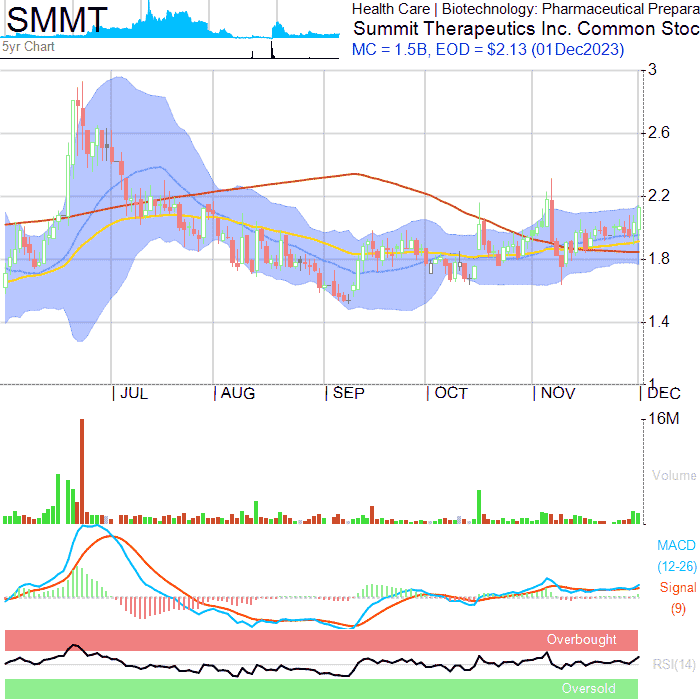 Health Care | Biotechnology: Pharmaceutical Prepara
SMMT
Summit Therapeutics Inc. Common Stoc
5yr Chart
MC = 1.5B, EOD = $2.13 (01Dec2023)
3
2.6
2.2
1.8
1.4
1
| JUL | AUG | SEP | OCT | NOV | DEC
16M
Volume
MACD
(12-26)
Signal
(9)
Overbought
RSI(14)
Oversold